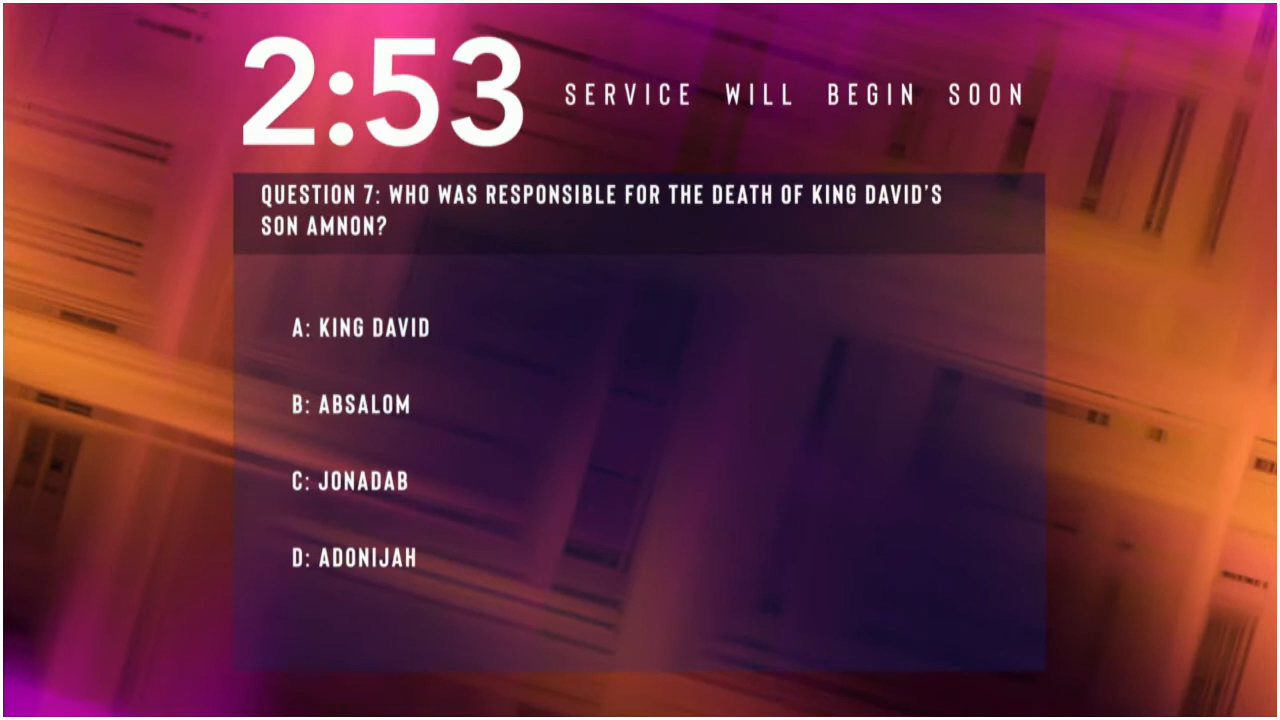 2:53 SERVICE WILL BEGIN SOON
QUESTION 7: WHO WAS RESPONSIBLE FOR THE DEATH OF KING DAVID'S
SON AMNON?
A: KING DAVID
B: ABSALOM
C: JONADAB
D: ADONIJAH